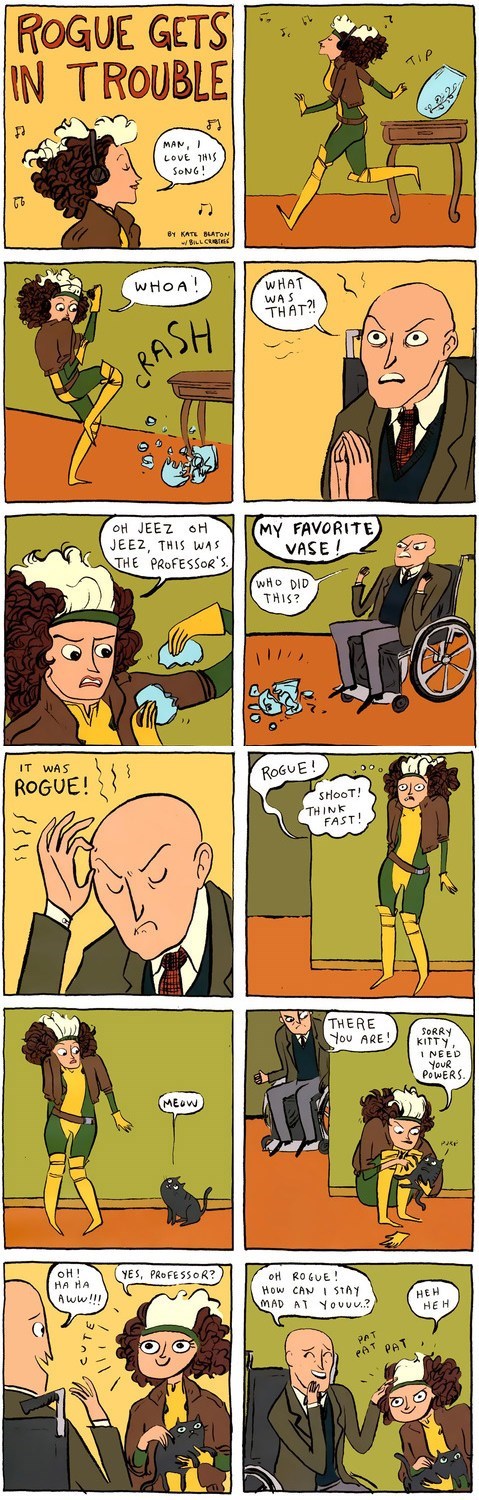 ROGUE GETS
IN TROUBLE
MAN, I
LOVE THIS
SONG!
BY KATE BEATON
W/ BILL CRABTREE
TIP
WHOA!
CRASH
WHAT
WAS
THAT?!
OH JEEZ OH
JEEZ, THIS WAS
THE PROFESSOR'S.
MY FAVORITE
VASE!
WHO DID
THIS?
IT WAS
ROGUE!
ROGUE!
SHOOT!
THINK
FAST!
MEOW
THERE
YOU ARE!
SORRY
KITTY,
I NEED
YOUR
POWERS.
OH!
HA HA
AWW!!!
YES, PROFESSOR?
CUTE
OH ROGUE!
HOW CAN I STAY
MAD AT YOUUU..?
HEH
HEH
PAT
PAT PAT